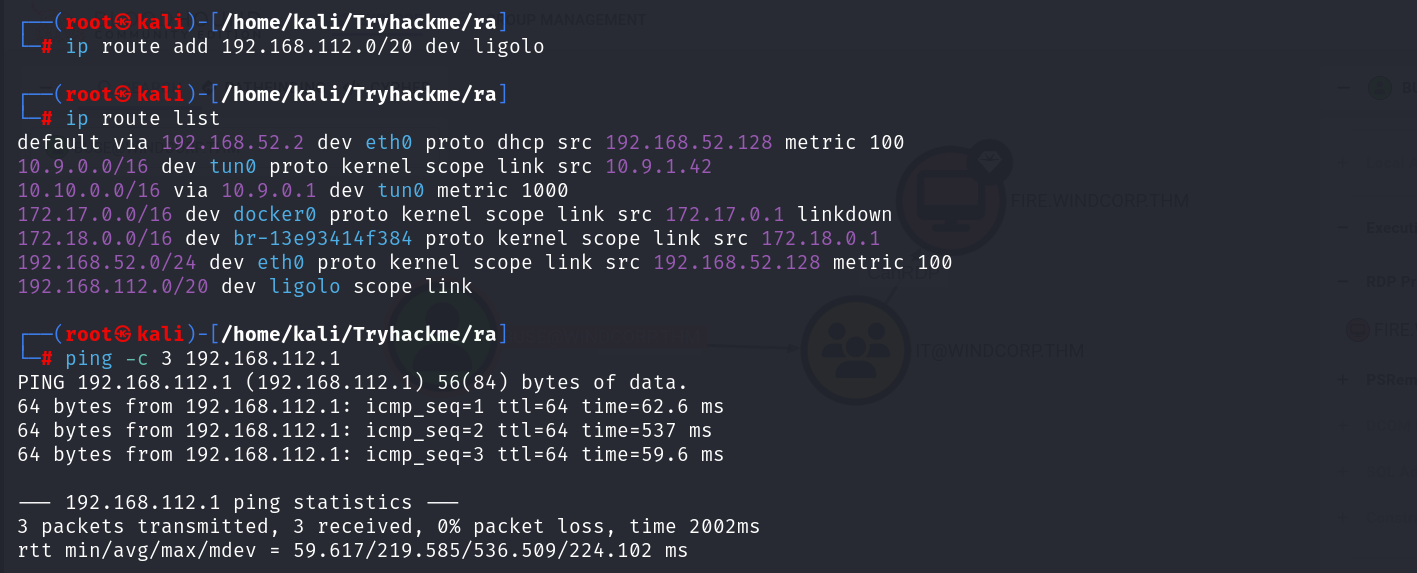 ┌──(root㉿kali)-[/home/kali/Tryhackme/ra]
└─# ip route add 192.168.112.0/20 dev ligolo
┌──(root㉿kali)-[/home/kali/Tryhackme/ra]
└─# ip route list
default via 192.168.52.2 dev eth0 proto dhcp src 192.168.52.128 metric 100
10.9.0.0/16 dev tun0 proto kernel scope link src 10.9.1.42
10.10.0.0/16 via 10.9.0.1 dev tun0 metric 1000
172.17.0.0/16 dev docker0 proto kernel scope link src 172.17.0.1 linkdown
172.18.0.0/16 dev br-13e93414f384 proto kernel scope link src 172.18.0.1
192.168.52.0/24 dev eth0 proto kernel scope link src 192.168.52.128 metric 100
192.168.112.0/20 dev ligolo scope link
┌──(root㉿kali)-[/home/kali/Tryhackme/ra]
└─# ping -c 3 192.168.112.1
PING 192.168.112.1 (192.168.112.1) 56(84) bytes of data.
64 bytes from 192.168.112.1: icmp_seq=1 ttl=64 time=62.6 ms
64 bytes from 192.168.112.1: icmp_seq=2 ttl=64 time=537 ms
64 bytes from 192.168.112.1: icmp_seq=3 ttl=64 time=59.6 ms
--- 192.168.112.1 ping statistics ---
3 packets transmitted, 3 received, 0% packet loss, time 2002ms
rtt min/avg/max/mdev = 59.617/219.585/536.509/224.102 ms
MANAGEMENT
FIRE.WINDCORP.THM
IT@WINDCORP.THM